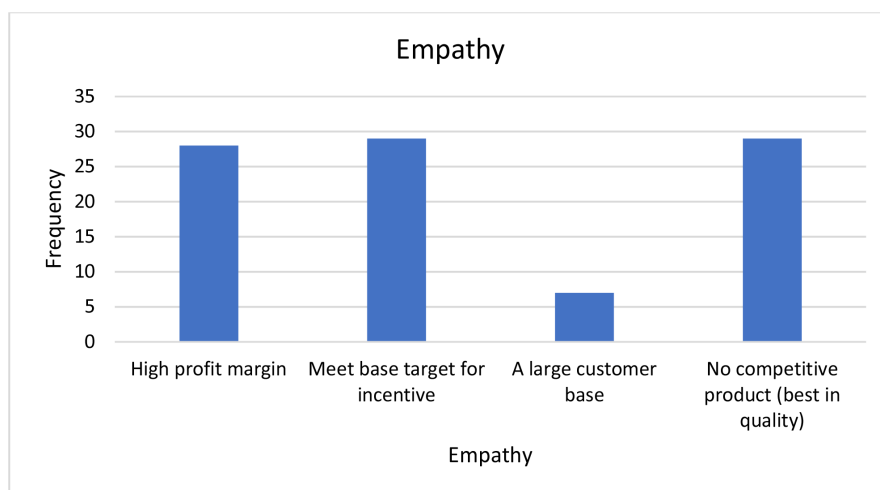 Empathy
35
30
25
20
15
10
5
0
Frequency
High profit margin
Meet base target for
incentive
A large customer
base
No competitive
product (best in
quality)
Empathy